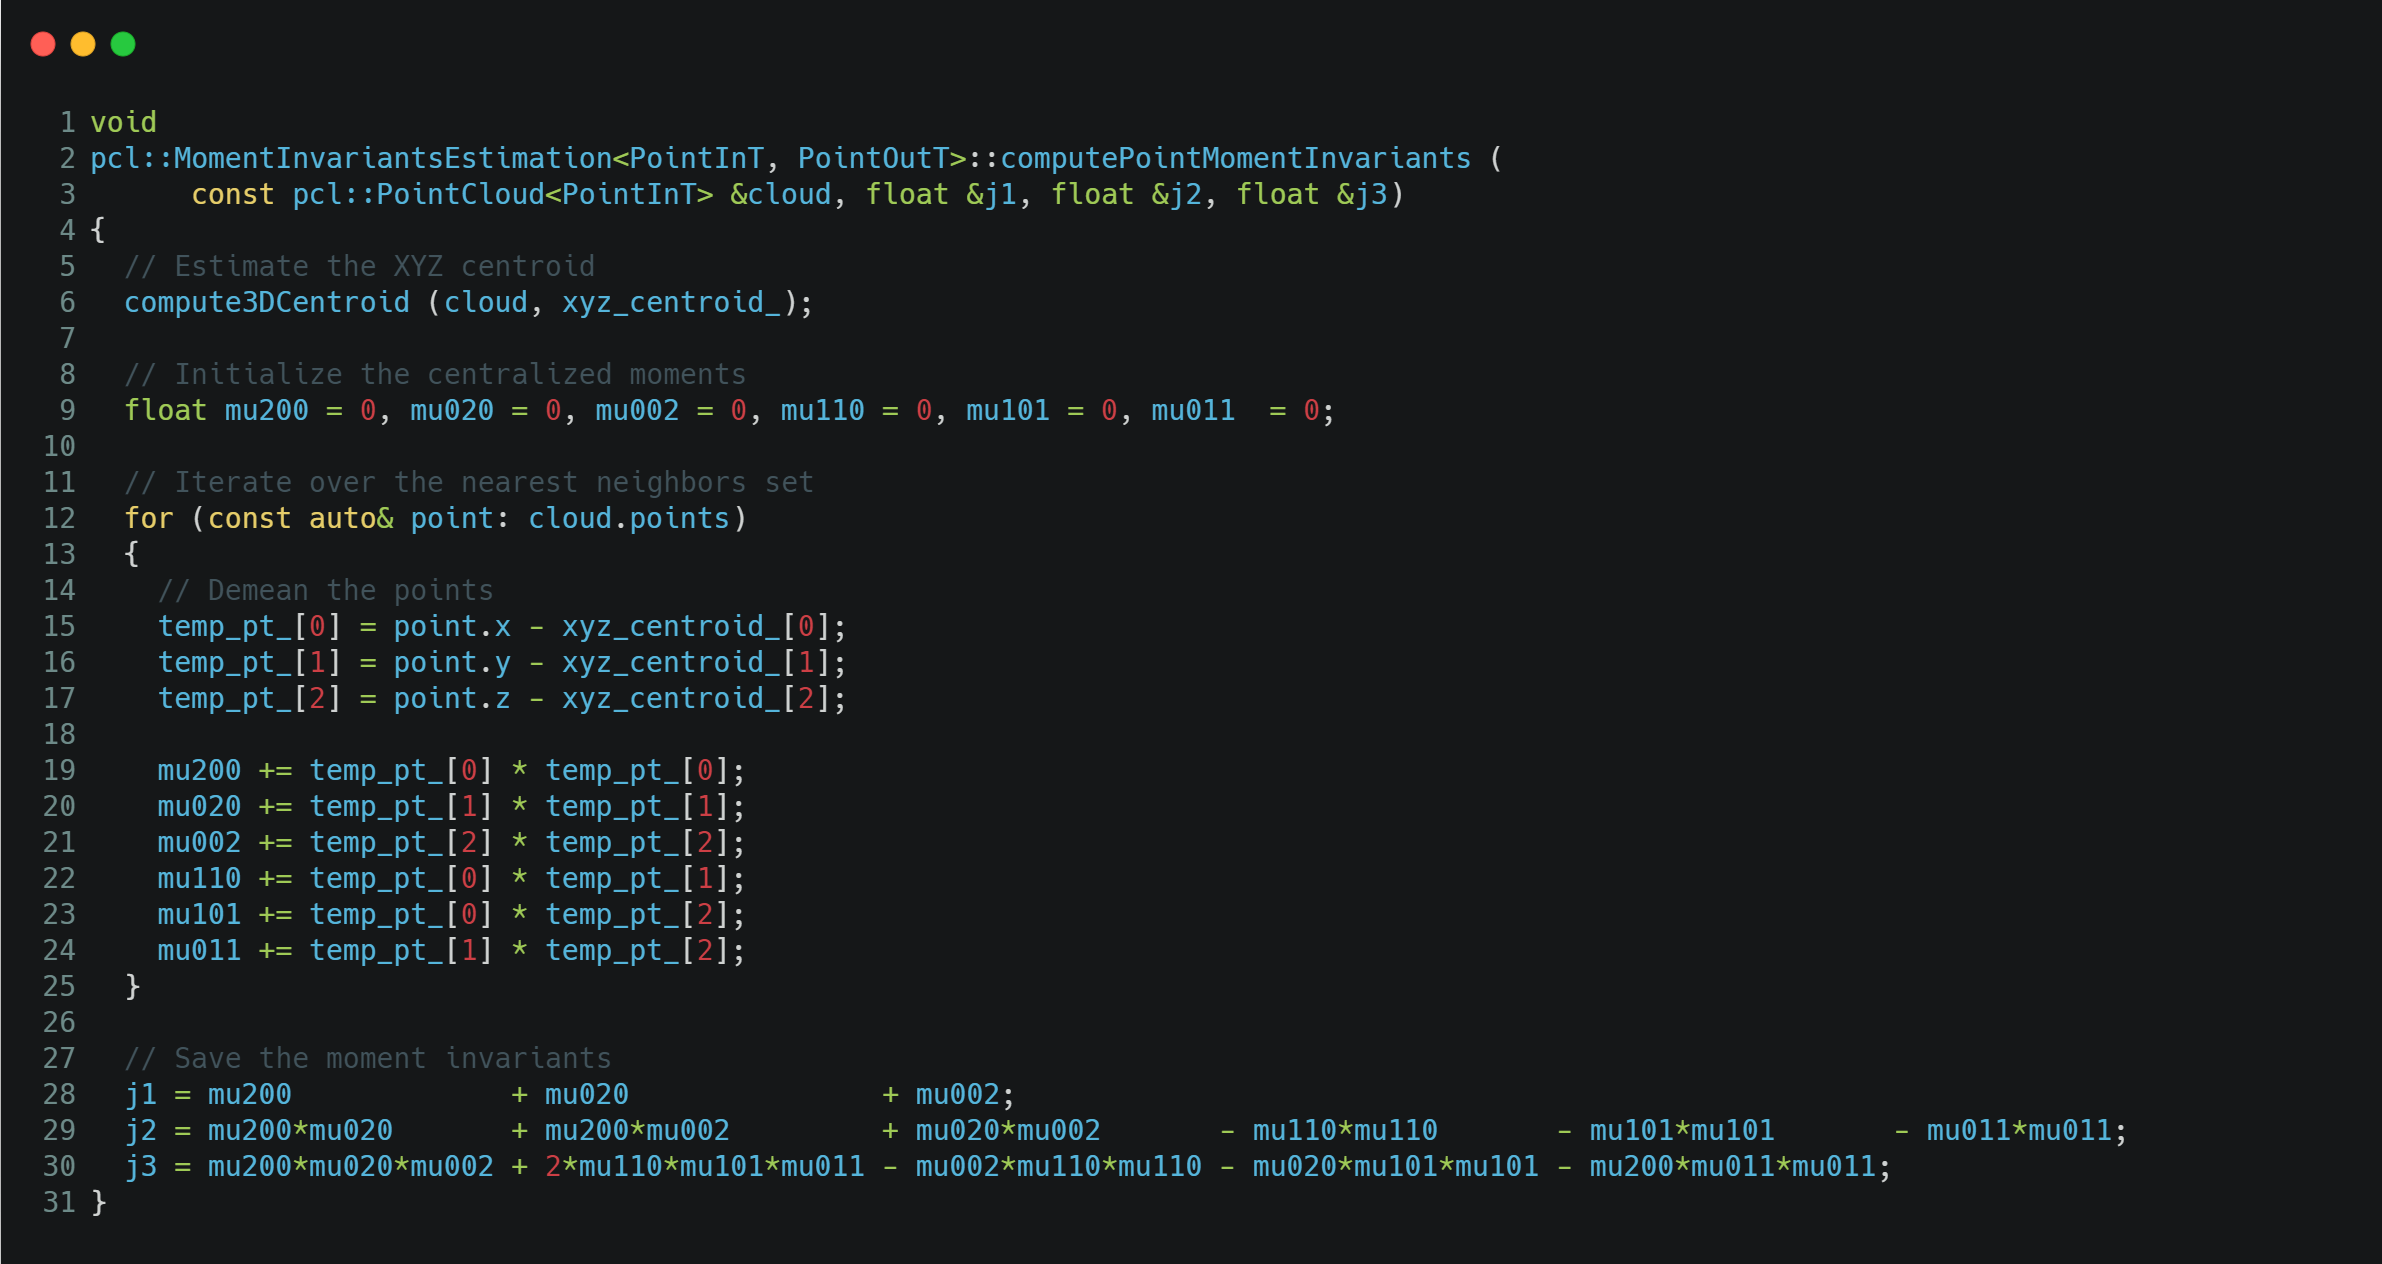 1 void
2 pcl::MomentInvariantsEstimation<PointInT, PointOutT>::computePointMomentInvariants (
3       const pcl::PointCloud<PointInT> &cloud, float &j1, float &j2, float &j3)
4 {
5   // Estimate the XYZ centroid
6   compute3DCentroid (cloud, xyz_centroid_);
7
8   // Initialize the centralized moments
9   float mu200 = 0, mu020 = 0, mu002 = 0, mu110 = 0, mu101 = 0, mu011  = 0;
10
11   // Iterate over the nearest neighbors set
12   for (const auto& point: cloud.points)
13   {
14     // Demean the points
15     temp_pt_[0] = point.x - xyz_centroid_[0];
16     temp_pt_[1] = point.y - xyz_centroid_[1];
17     temp_pt_[2] = point.z - xyz_centroid_[2];
18
19     mu200 += temp_pt_[0] * temp_pt_[0];
20     mu020 += temp_pt_[1] * temp_pt_[1];
21     mu002 += temp_pt_[2] * temp_pt_[2];
22     mu110 += temp_pt_[0] * temp_pt_[1];
23     mu101 += temp_pt_[0] * temp_pt_[2];
24     mu011 += temp_pt_[1] * temp_pt_[2];
25   }
26
27   // Save the moment invariants
28   j1 = mu200             + mu020               + mu002;
29   j2 = mu200*mu020       + mu200*mu002         + mu020*mu002       - mu110*mu110       - mu101*mu101       - mu011*mu011;
30   j3 = mu200*mu020*mu002 + 2*mu110*mu101*mu011 - mu002*mu110*mu110 - mu020*mu101*mu101 - mu200*mu011*mu011;
31 }